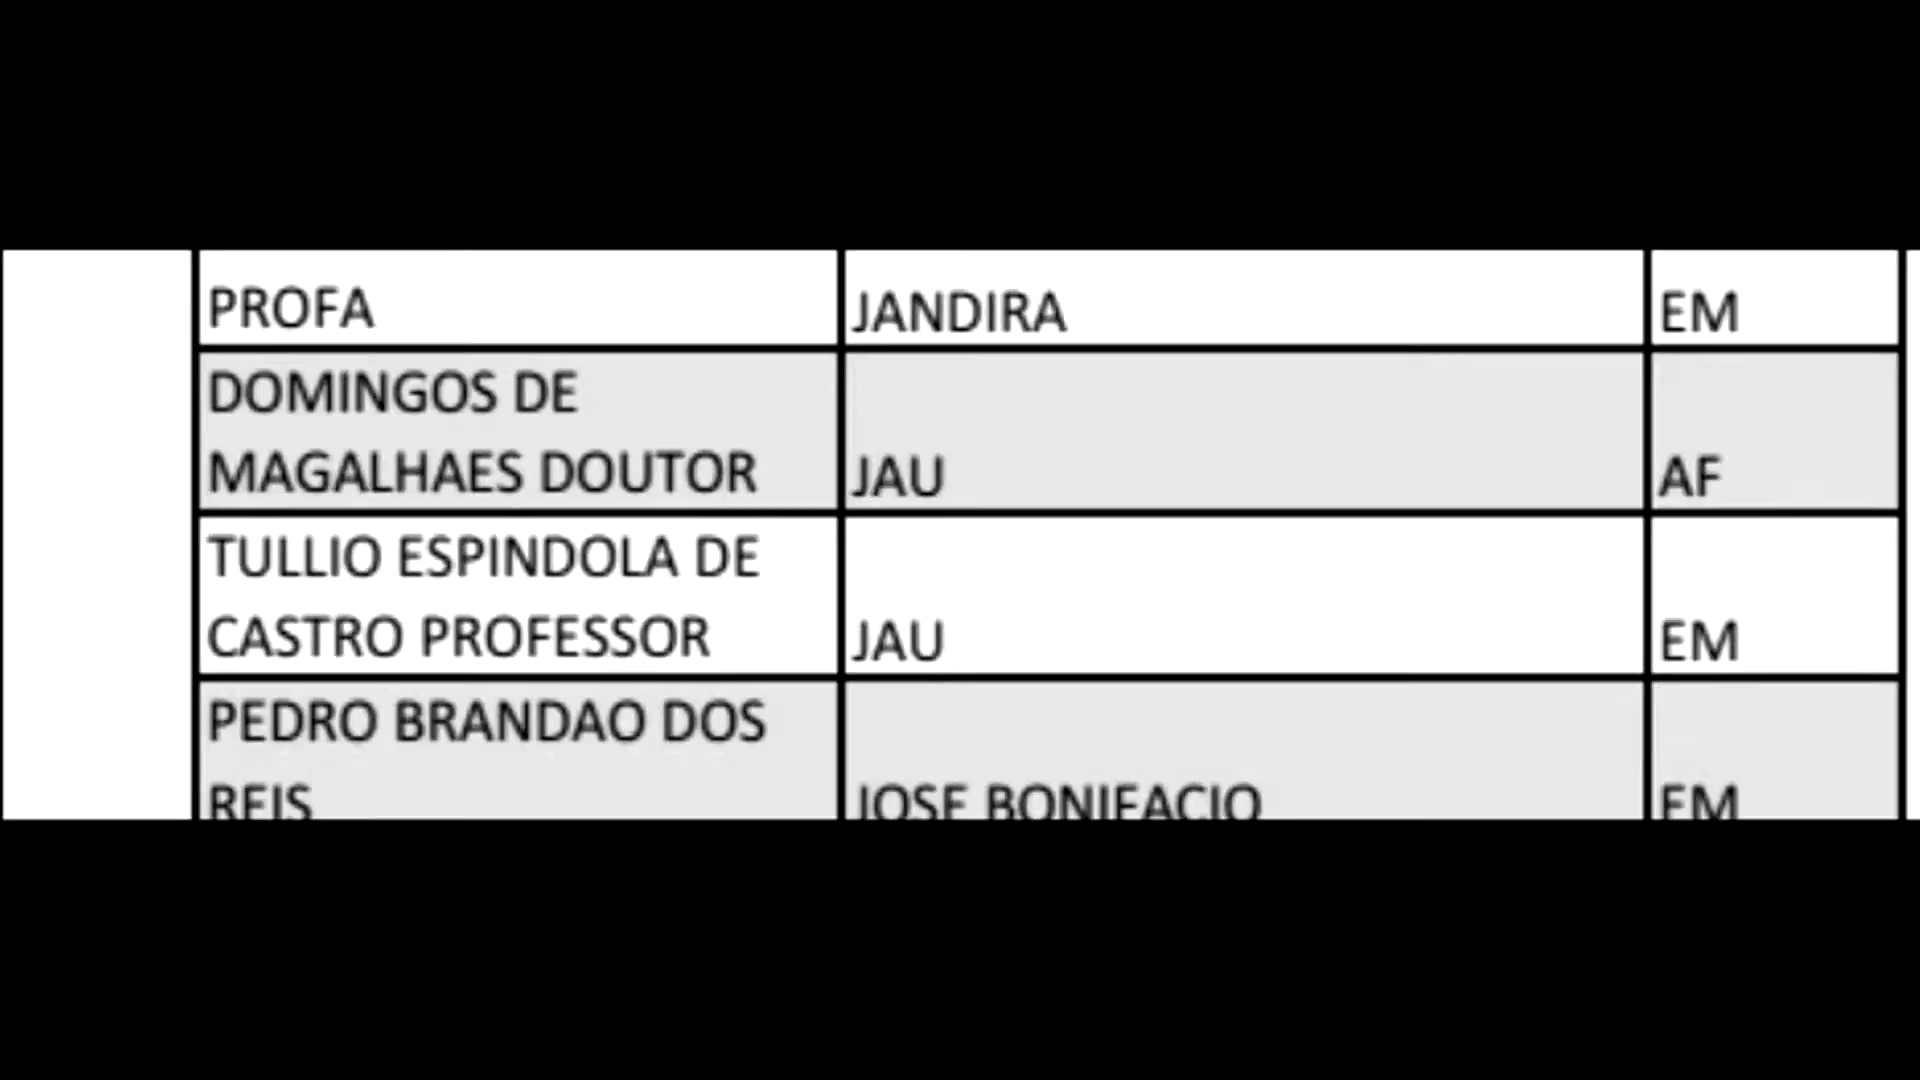 PROFA JANDIRA EM
DOMINGOS DE
MAGALHAES DOUTOR JAU AF
TULLIO ESPINDOLA DE
CASTRO PROFESSOR JAU EM
PEDRO BRANDAO DOS
REIS JOSE BONIFACIO EM